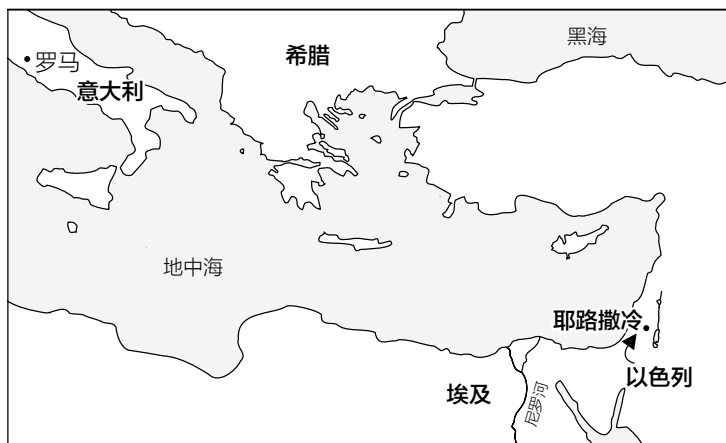 黑海
希腊
罗马
意大利
地中海
耶路撒冷
以色列
埃及
尼罗河